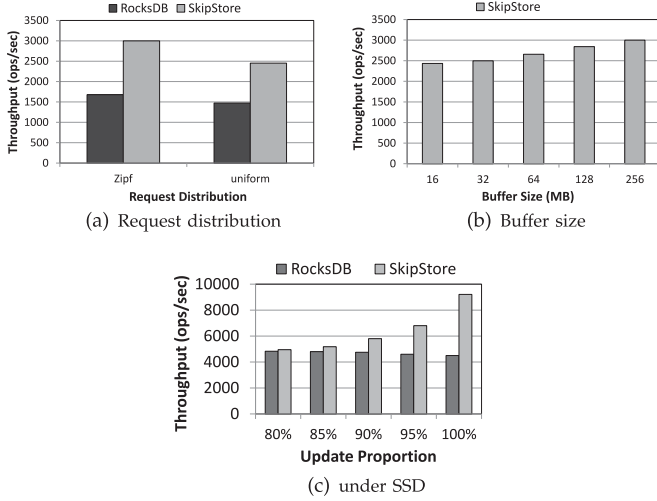 RocksDB SkipStore
Throughput (ops/sec)
3500
3000
2500
2000
1500
1000
500
0
Zipf uniform
Request Distribution
(a) Request distribution
SkipStore
Throughput (ops/sec)
3500
3000
2500
2000
1500
1000
500
0
16 32 64 128 256
Buffer Size (MB)
(b) Buffer size
RocksDB SkipStore
Throughput (ops/sec)
10000
8000
6000
4000
2000
0
80% 85% 90% 95% 100%
Update Proportion
(c) under SSD